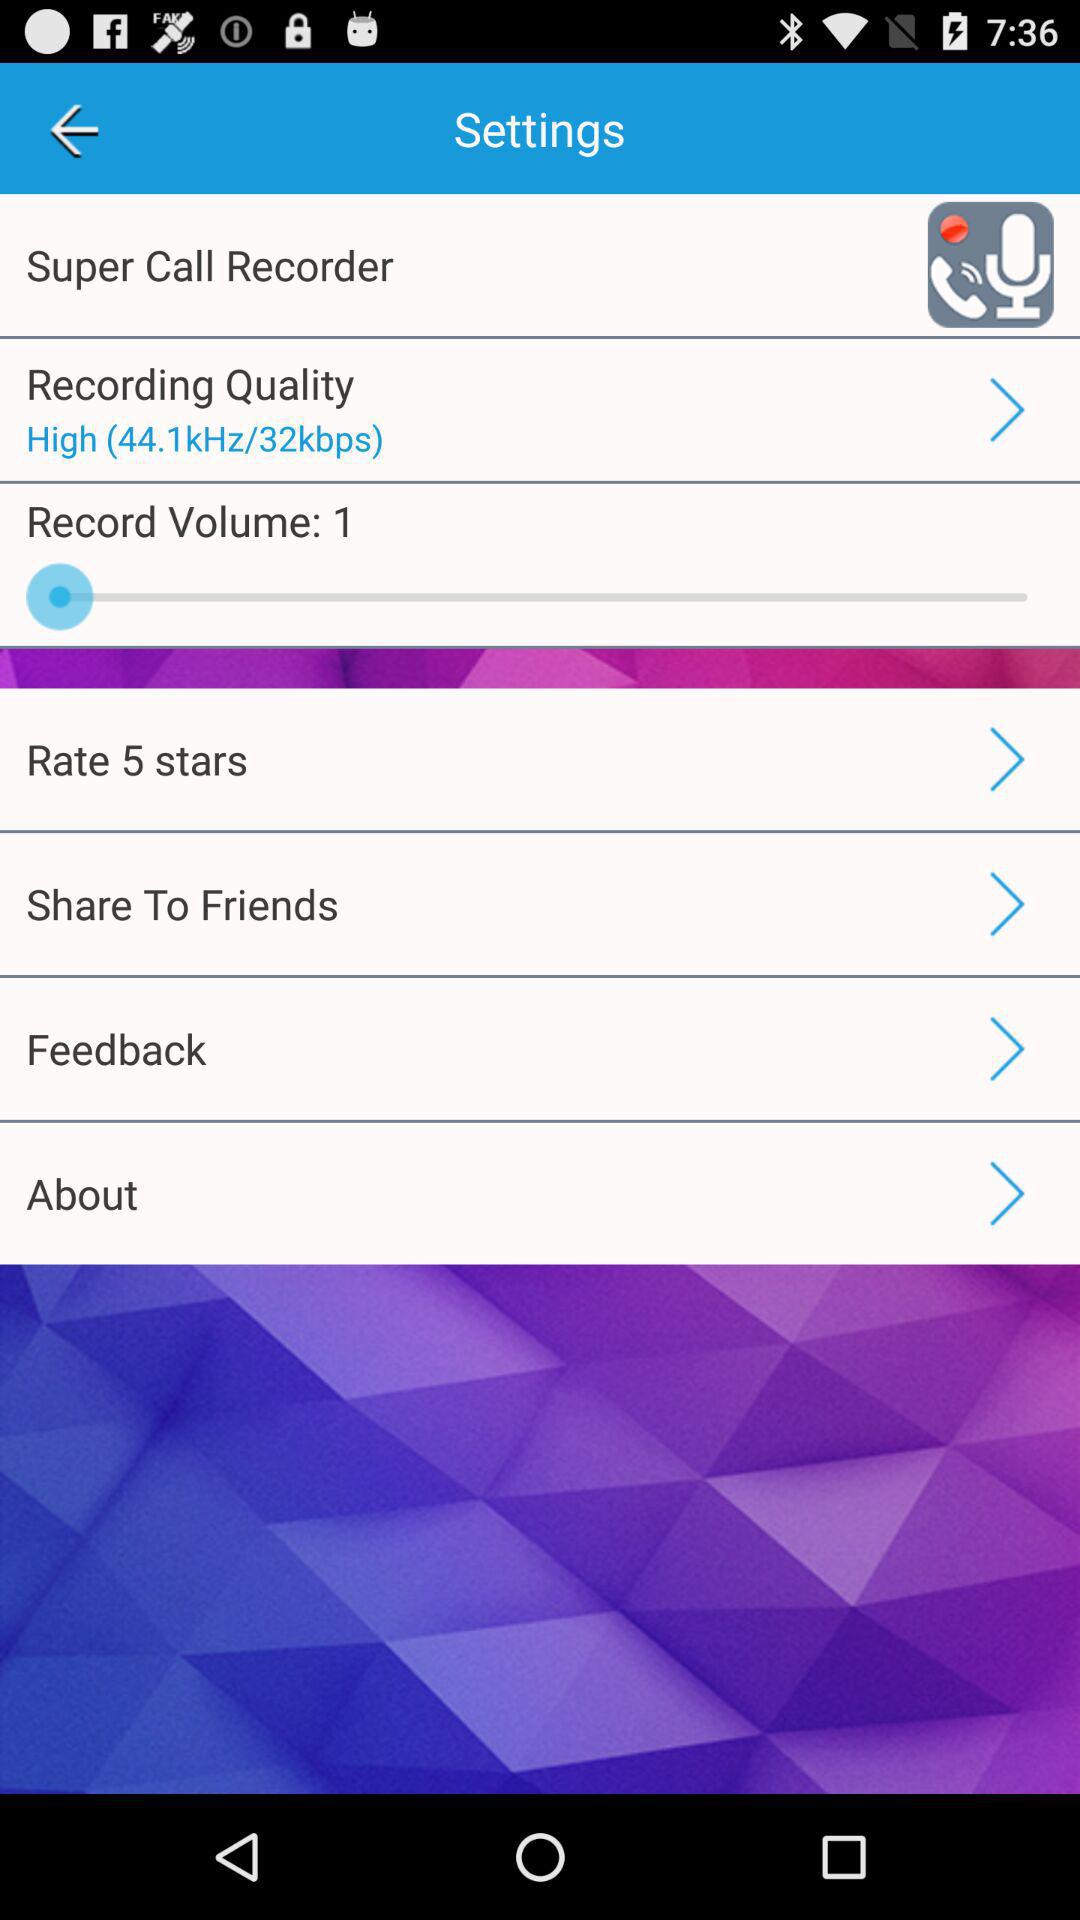 FAKE
7:36
Settings
Super Call Recorder
Recording Quality
High (44.1kHz/32kbps)
Record Volume: 1
Rate 5 stars
Share To Friends
Feedback
About